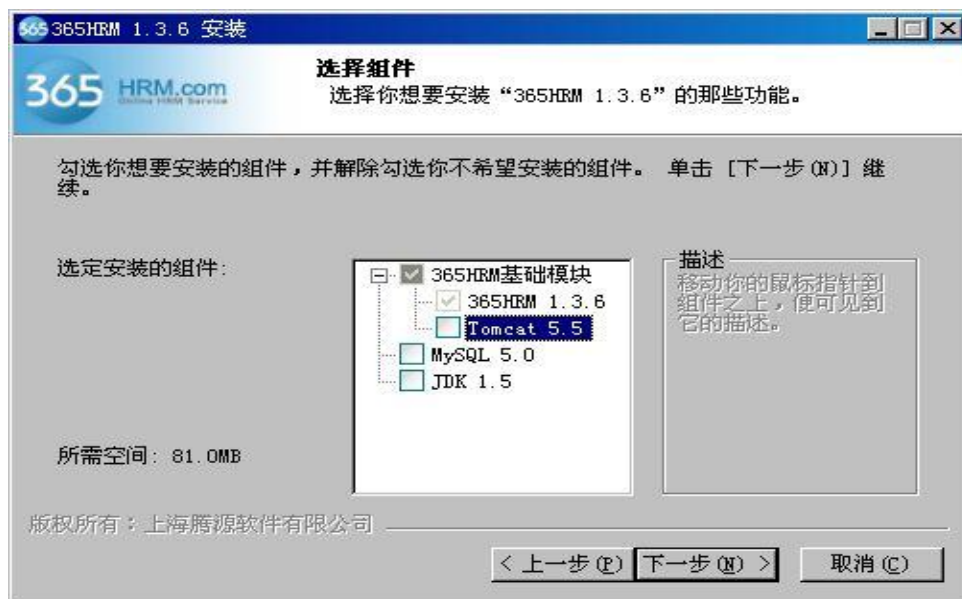 365 365HRM 1.3.6 安装
365 HRM.com
Online HRM Service
选择组件
选择你想要安装“365HRM 1.3.6”的那些功能。
勾选你想要安装的组件，并解除勾选你不希望安装的组件。 单击 [下一步(N)] 继
续。
选定安装的组件:
365HRM基础模块
365HRM 1.3.6
Tomcat 5.5
MySQL 5.0
JDK 1.5
描述
移动你的鼠标指针到
组件之上，便可见到
它的描述。
所需空间: 81.0MB
版权所有：上海腾源软件有限公司
< 上一步(P)
下一步(N) >
取消(C)